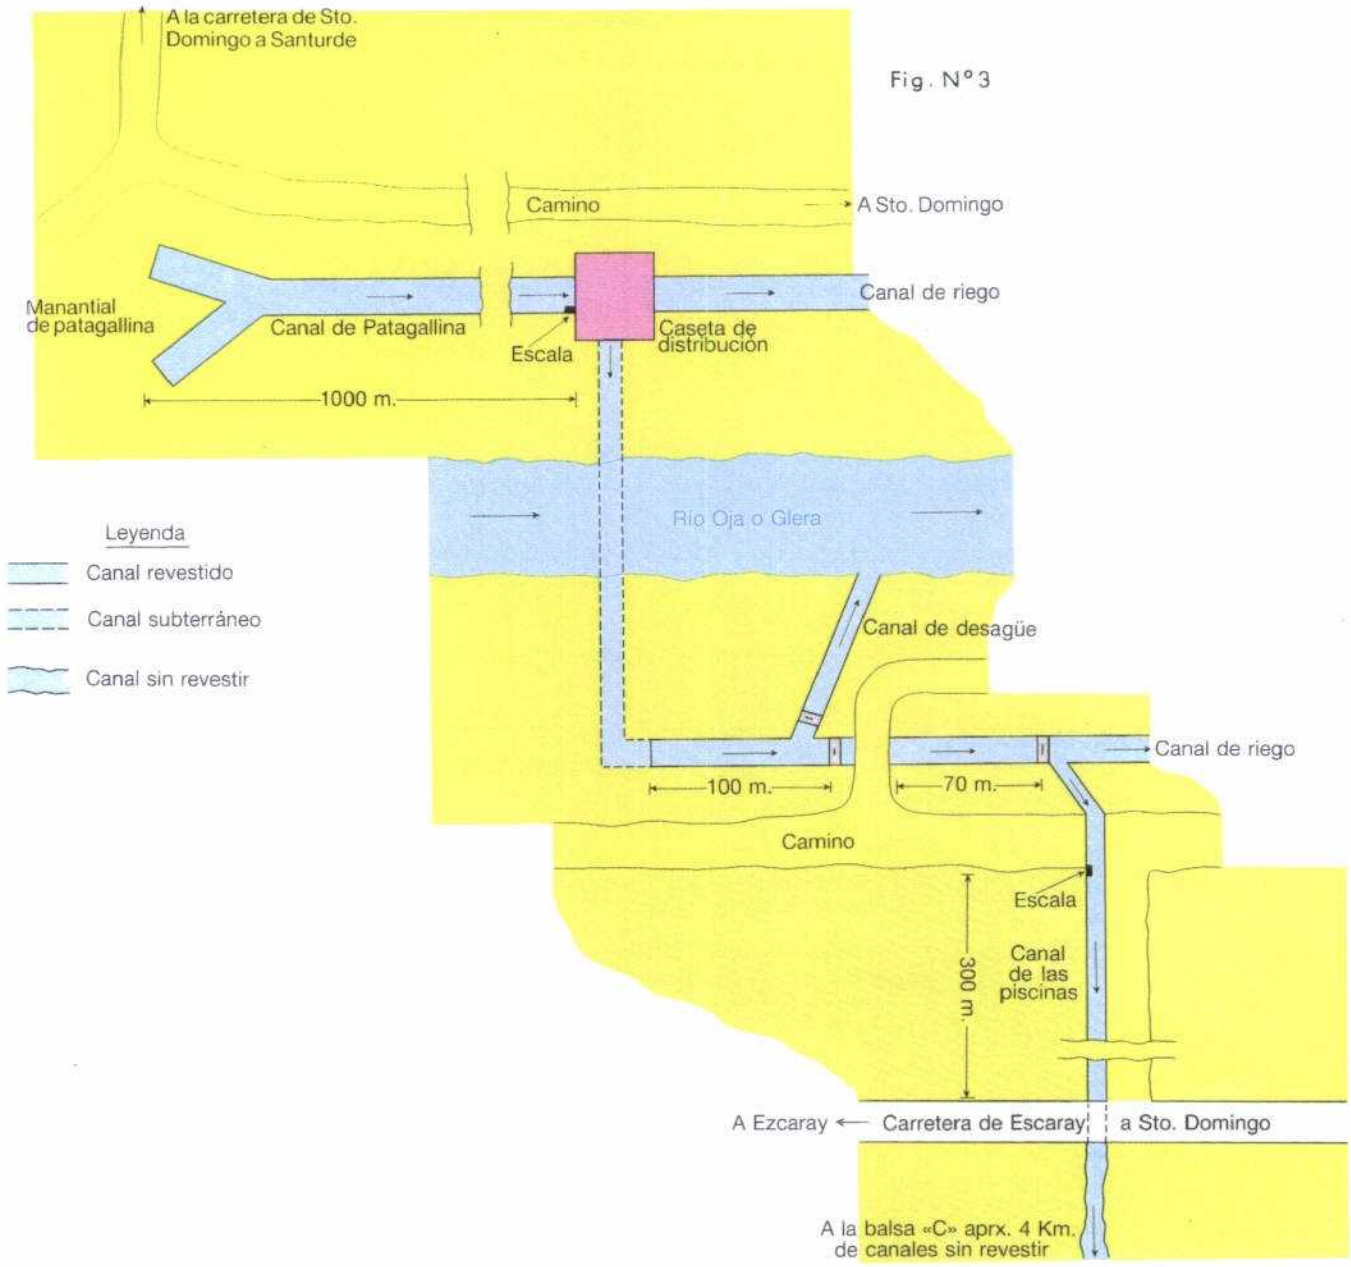 A la carretera de Sto.
Domingo a Santurde
Fig. Nº 3
Camino
A Sto. Domingo
Manantial
de patagallina
Canal de Patagallina
Canal de riego
Escala
Caseta de
distribución
1000 m.
Río Oja o Glera
Leyenda
Canal revestido
Canal subterráneo
Canal sin revestir
Canal de desagüe
Canal de riego
100 m.
70 m.
Camino
Escala
300 m.
Canal
de las
piscinas
A Ezcaray
Carretera de Escaray
a Sto. Domingo
A la balsa «C» aprx. 4 Km.
de canales sin revestir